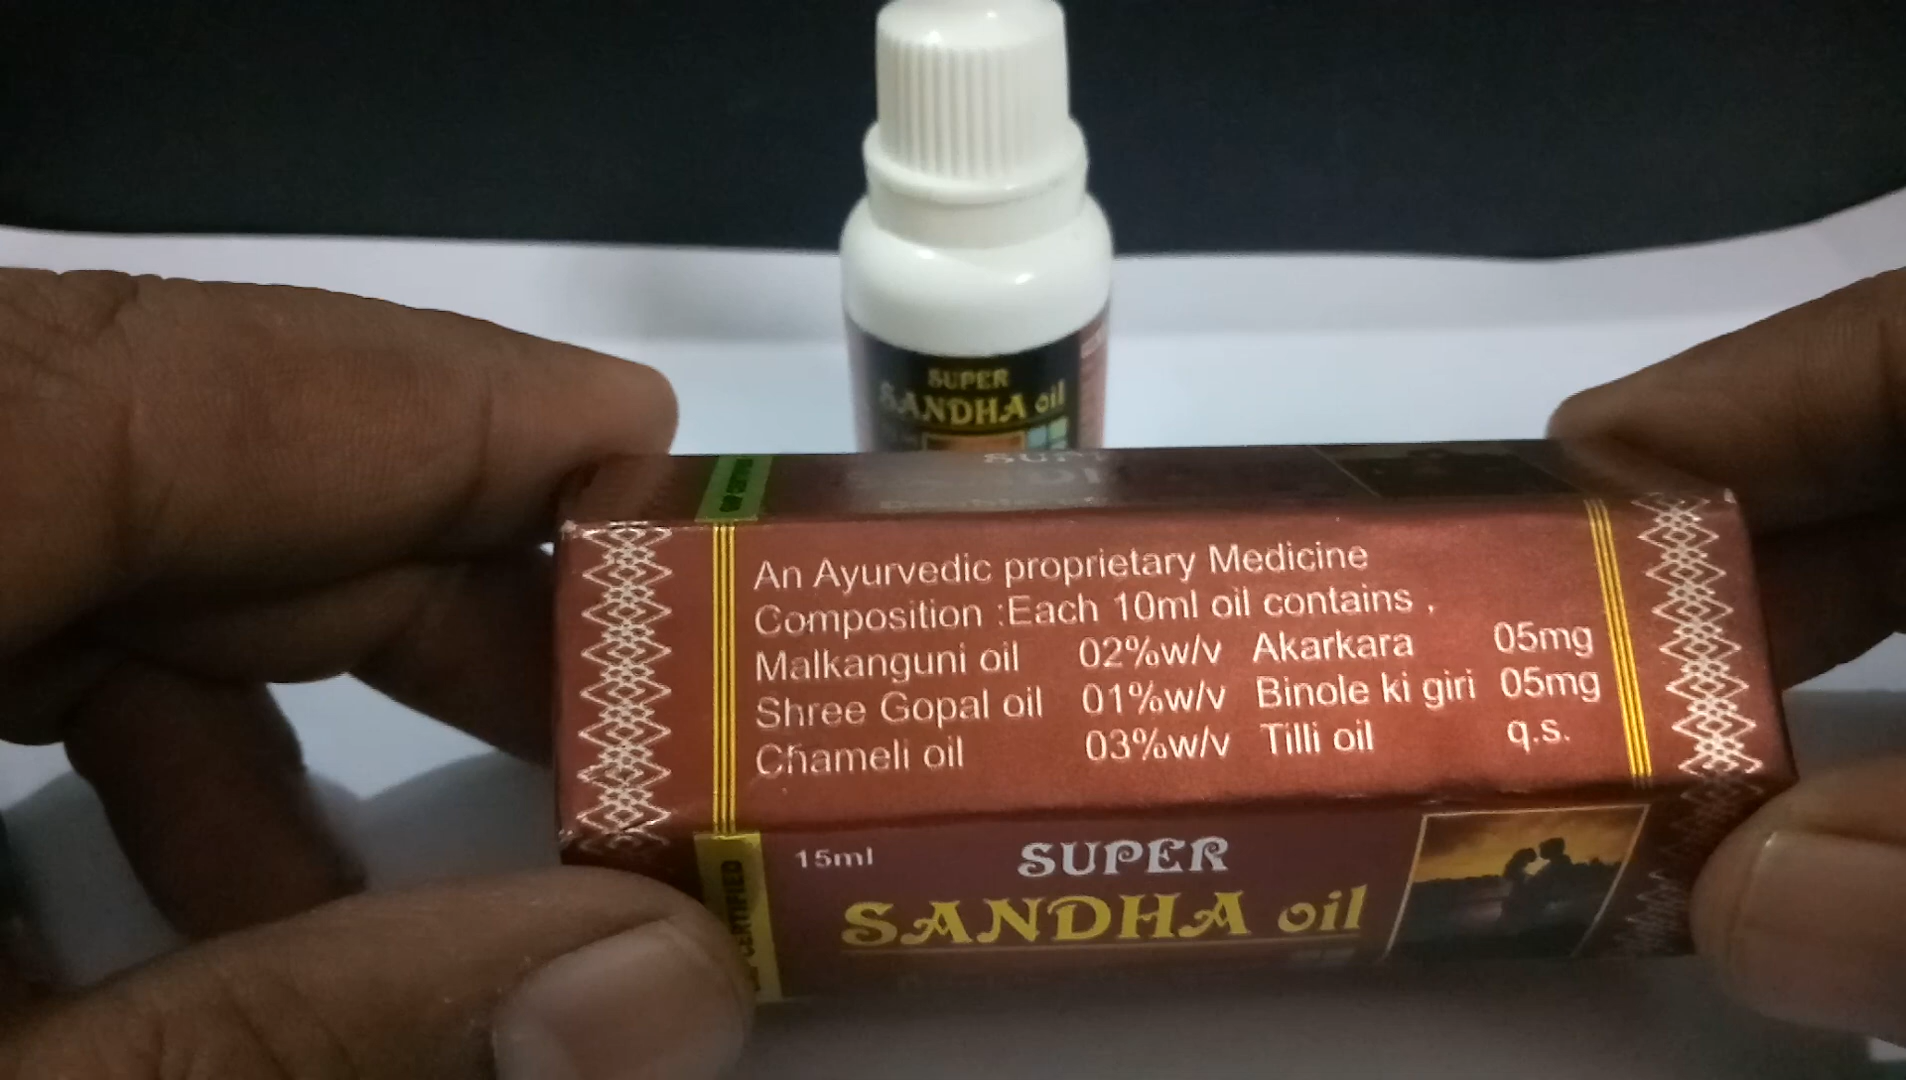 SUPER
SANDHA oil
An Ayurvedic proprietary Medicine
Composition :Each 10ml oil contains ,
Malkanguni oil 02%w/v Akarkara 05mg
Shree Gopal oil 01%w/v Binole ki giri 05mg
Chameli oil 03%w/v Tilli oil q.s.
CERTIFIED
15ml
SUPER
SANDHA oil